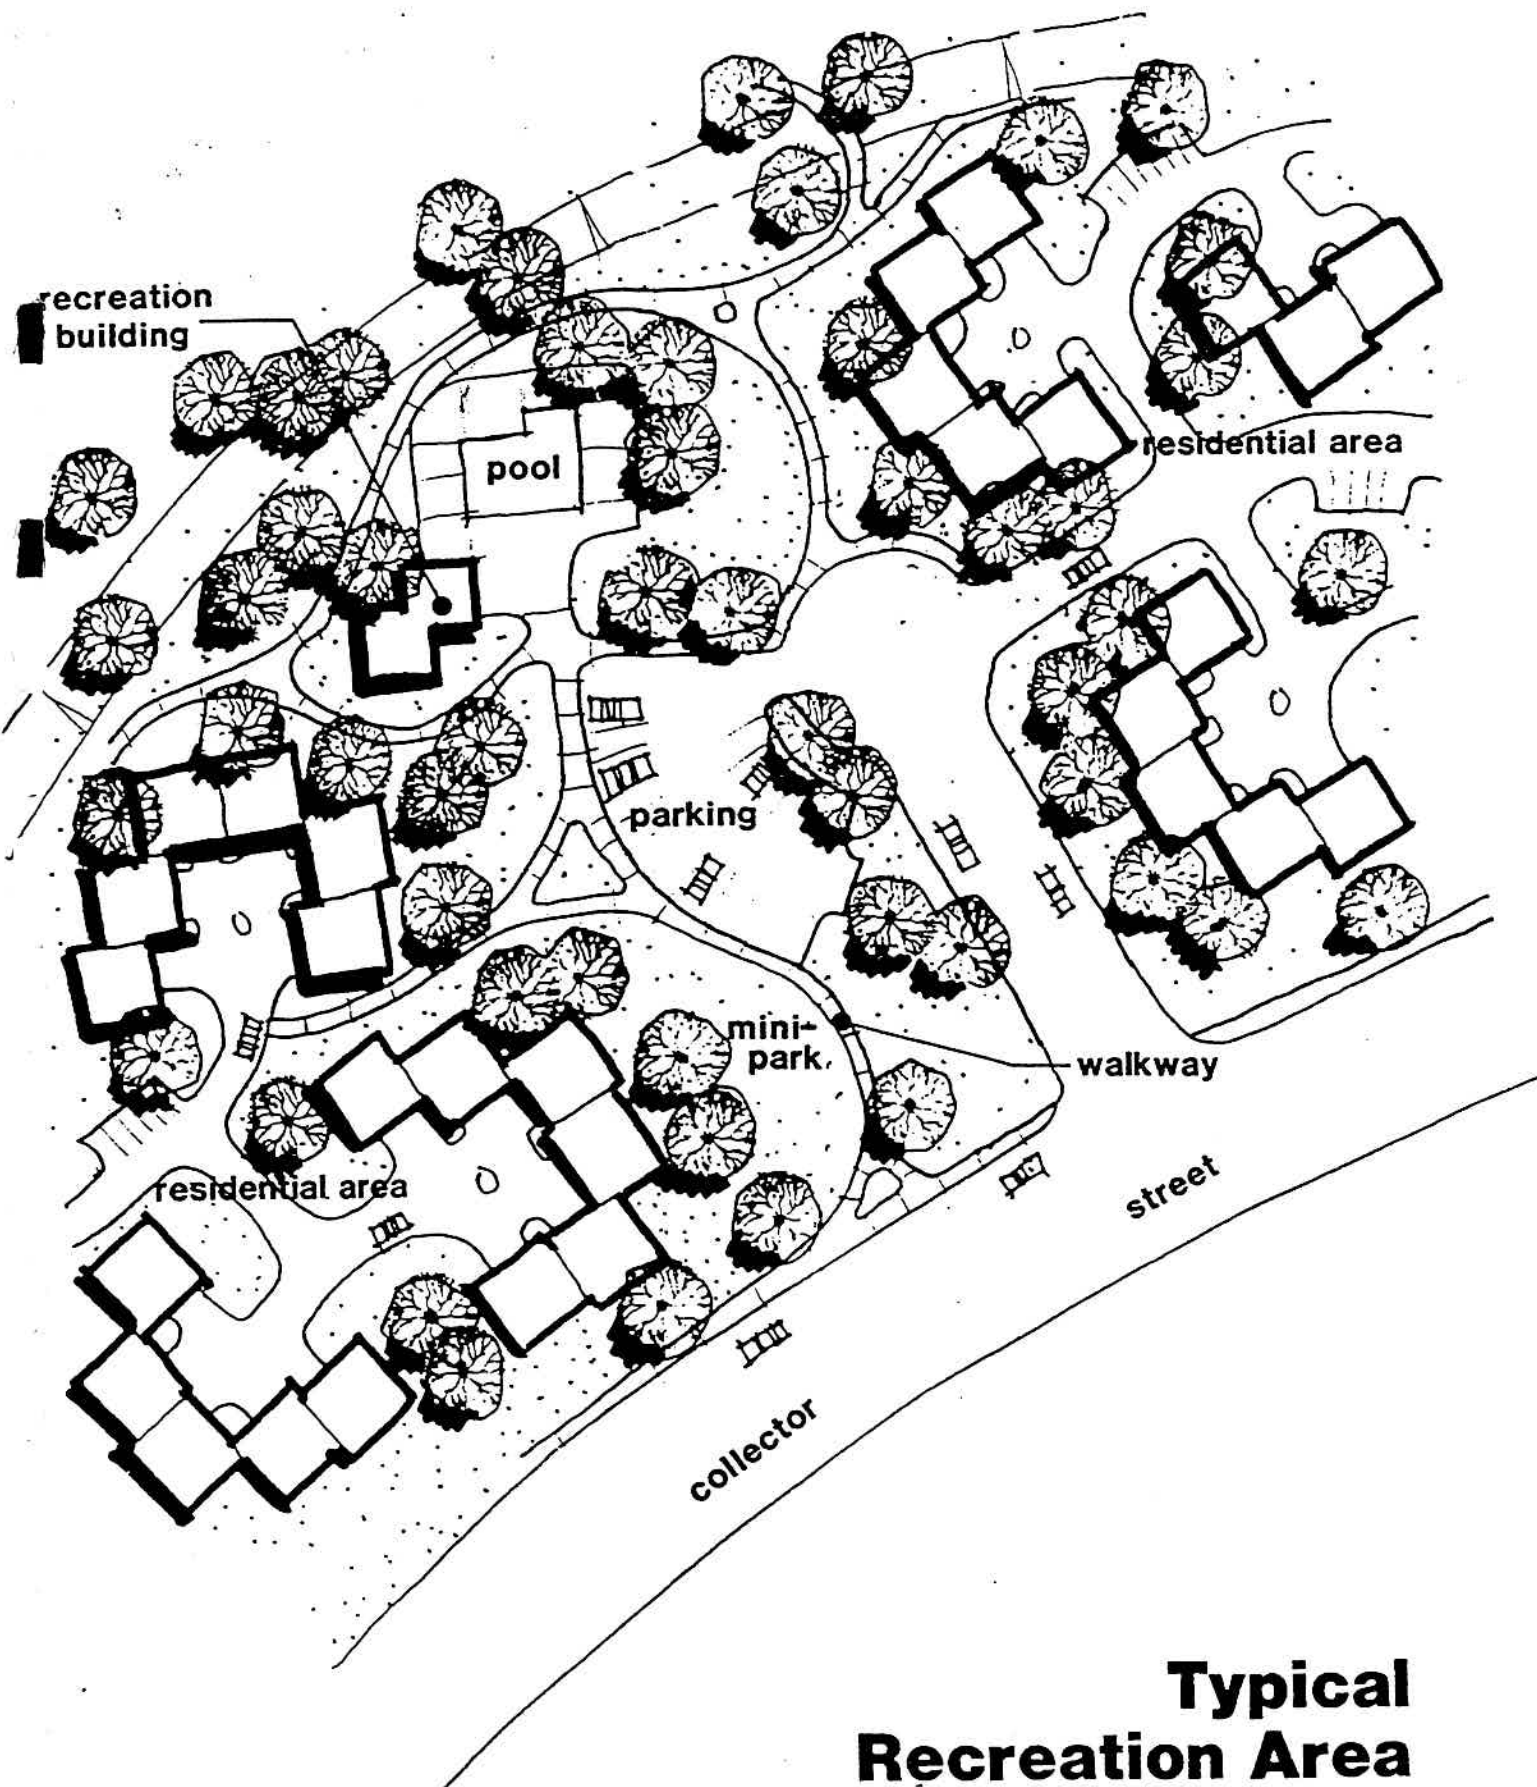 recreation
building
pool
residential area
parking
mini-
park
walkway
residential area
street
collector
Typical
Recreation Area